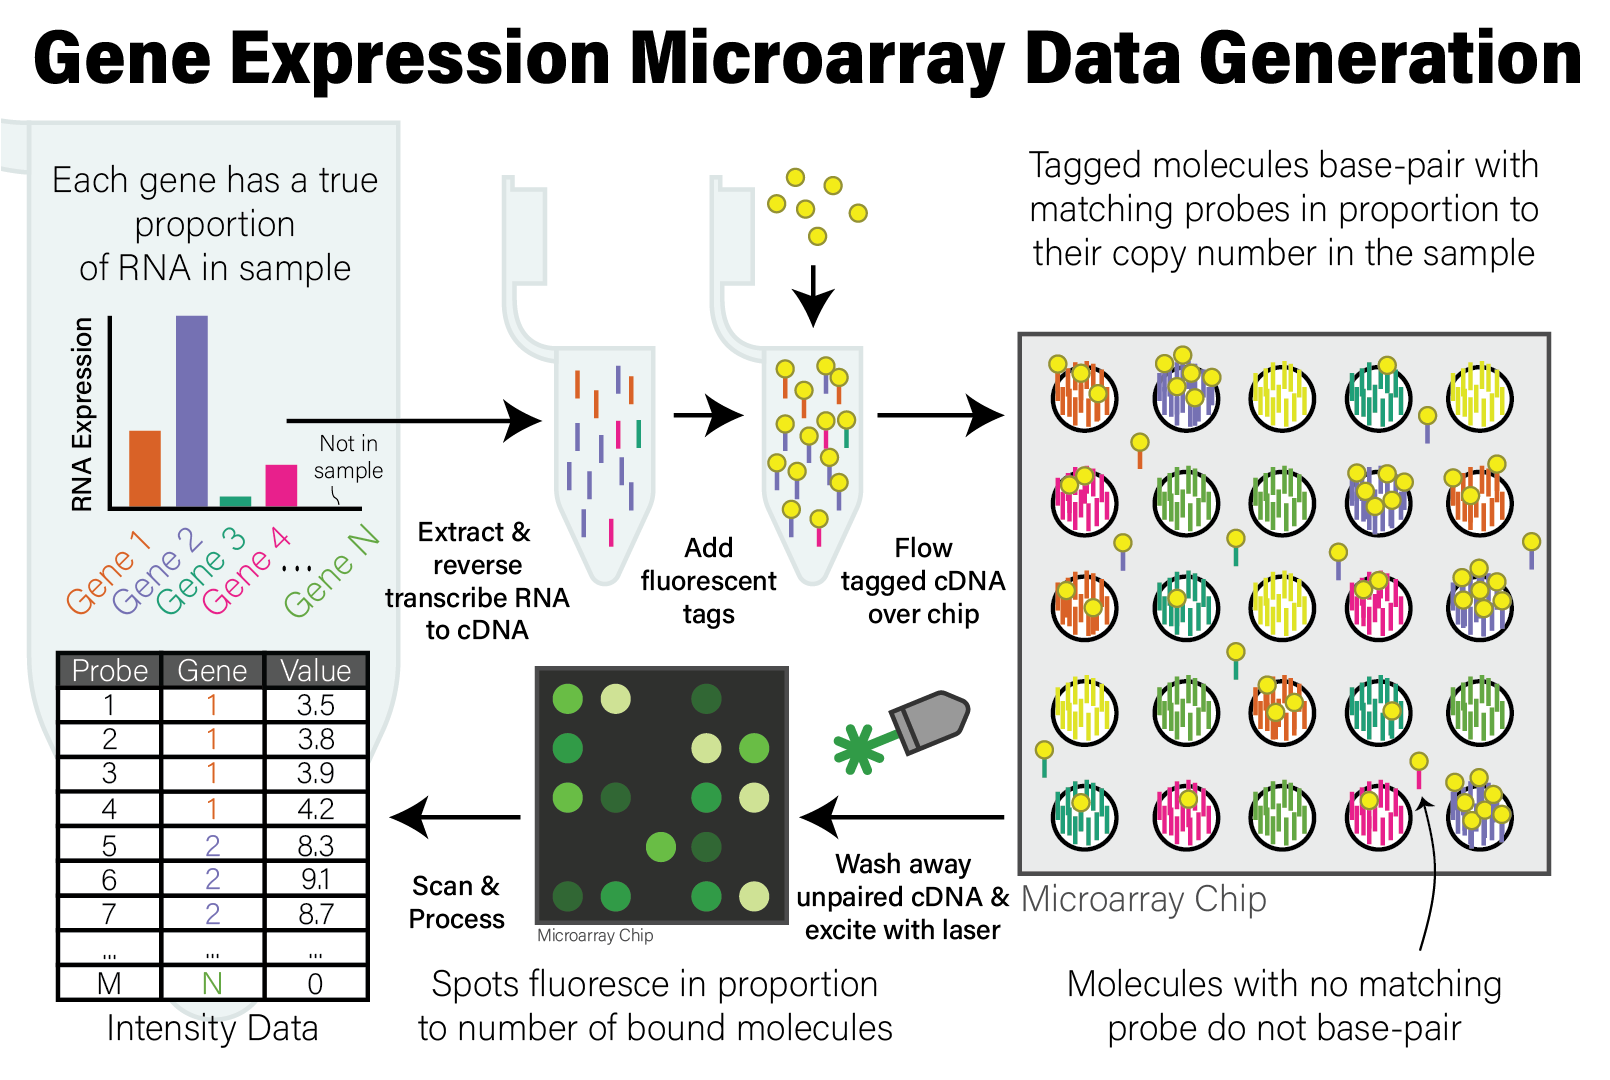 Gene Expression Microarray Data Generation
Each gene has a true
proportion
of RNA in sample
RNA Expression
Not in
sample
Gene 1
Gene 2
Gene 3
Gene 4
...
Gene N
Extract &
reverse
transcribe RNA
to cDNA
Add
fluorescent
tags
Flow
tagged cDNA
over chip
Tagged molecules base-pair with
matching probes in proportion to
their copy number in the sample
Microarray Chip
Molecules with no matching
probe do not base-pair
Wash away
unpaired cDNA &
excite with laser
Microarray Chip
Spots fluoresce in proportion
to number of bound molecules
Scan &
Process
Probe Gene Value
1 1 3.5
2 1 3.8
3 1 3.9
4 1 4.2
5 2 8.3
6 2 9.1
7 2 8.7
... ... ...
M N 0
Intensity Data